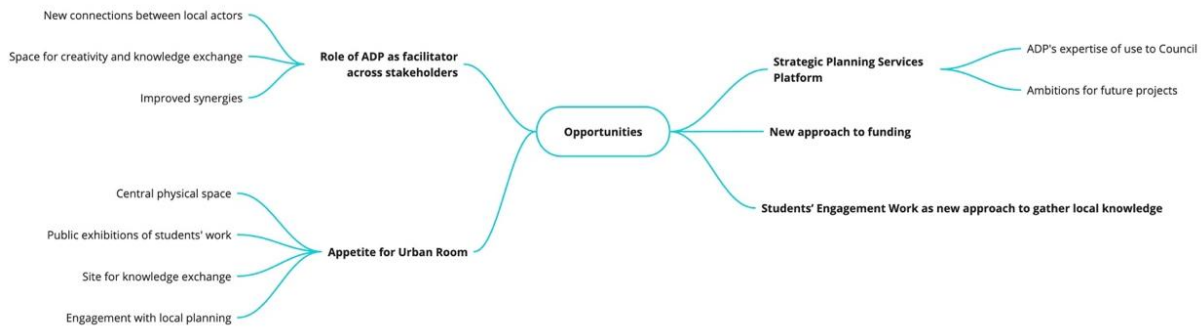 New connections between local actors
Space for creativity and knowledge exchange
Improved synergies
Role of ADP as facilitator
across stakeholders
Central physical space
Public exhibitions of students' work
Site for knowledge exchange
Engagement with local planning
Appetite for Urban Room
Opportunities
Strategic Planning Services
Platform
ADP's expertise of use to Council
Ambitions for future projects
New approach to funding
Students’ Engagement Work as new approach to gather local knowledge